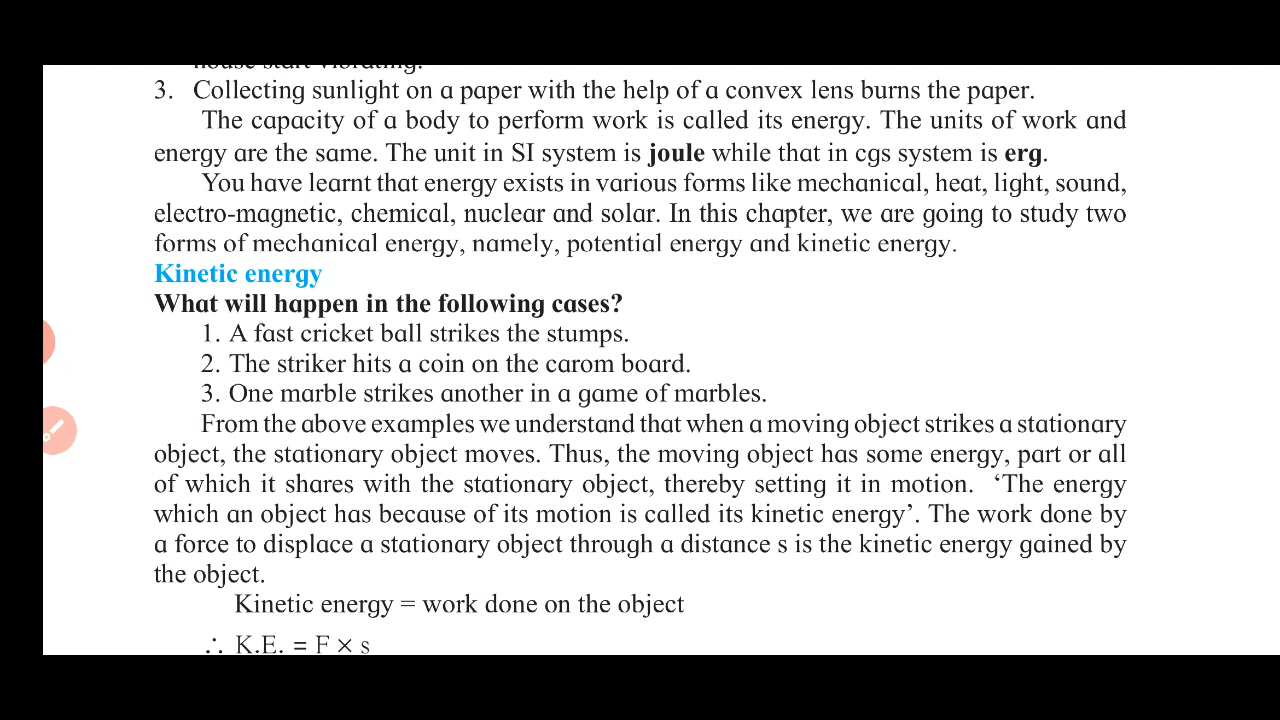 house start vibrating.
3. Collecting sunlight on a paper with the help of a convex lens burns the paper.
The capacity of a body to perform work is called its energy. The units of work and
energy are the same. The unit in SI system is joule while that in cgs system is erg.
You have learnt that energy exists in various forms like mechanical, heat, light, sound,
electro-magnetic, chemical, nuclear and solar. In this chapter, we are going to study two
forms of mechanical energy, namely, potential energy and kinetic energy.
Kinetic energy
What will happen in the following cases?
1. A fast cricket ball strikes the stumps.
2. The striker hits a coin on the carom board.
3. One marble strikes another in a game of marbles.
From the above examples we understand that when a moving object strikes a stationary
object, the stationary object moves. Thus, the moving object has some energy, part or all
of which it shares with the stationary object, thereby setting it in motion. ‘The energy
which an object has because of its motion is called its kinetic energy’. The work done by
a force to displace a stationary object through a distance s is the kinetic energy gained by
the object.
Kinetic energy = work done on the object
∴ K.E. = F × s